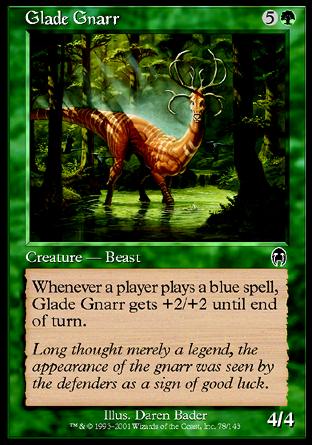 Glade Gnarr 5
Creature — Beast
Whenever a player plays a blue spell,
Glade Gnarr gets +2/+2 until end
of turn.
Long thought merely a legend, the
appearance of the gnarr was seen by
the defenders as a sign of good luck.
Illus. Daren Bader
™ & © 1993–2001 Wizards of the Coast, Inc. 78/143
4/4